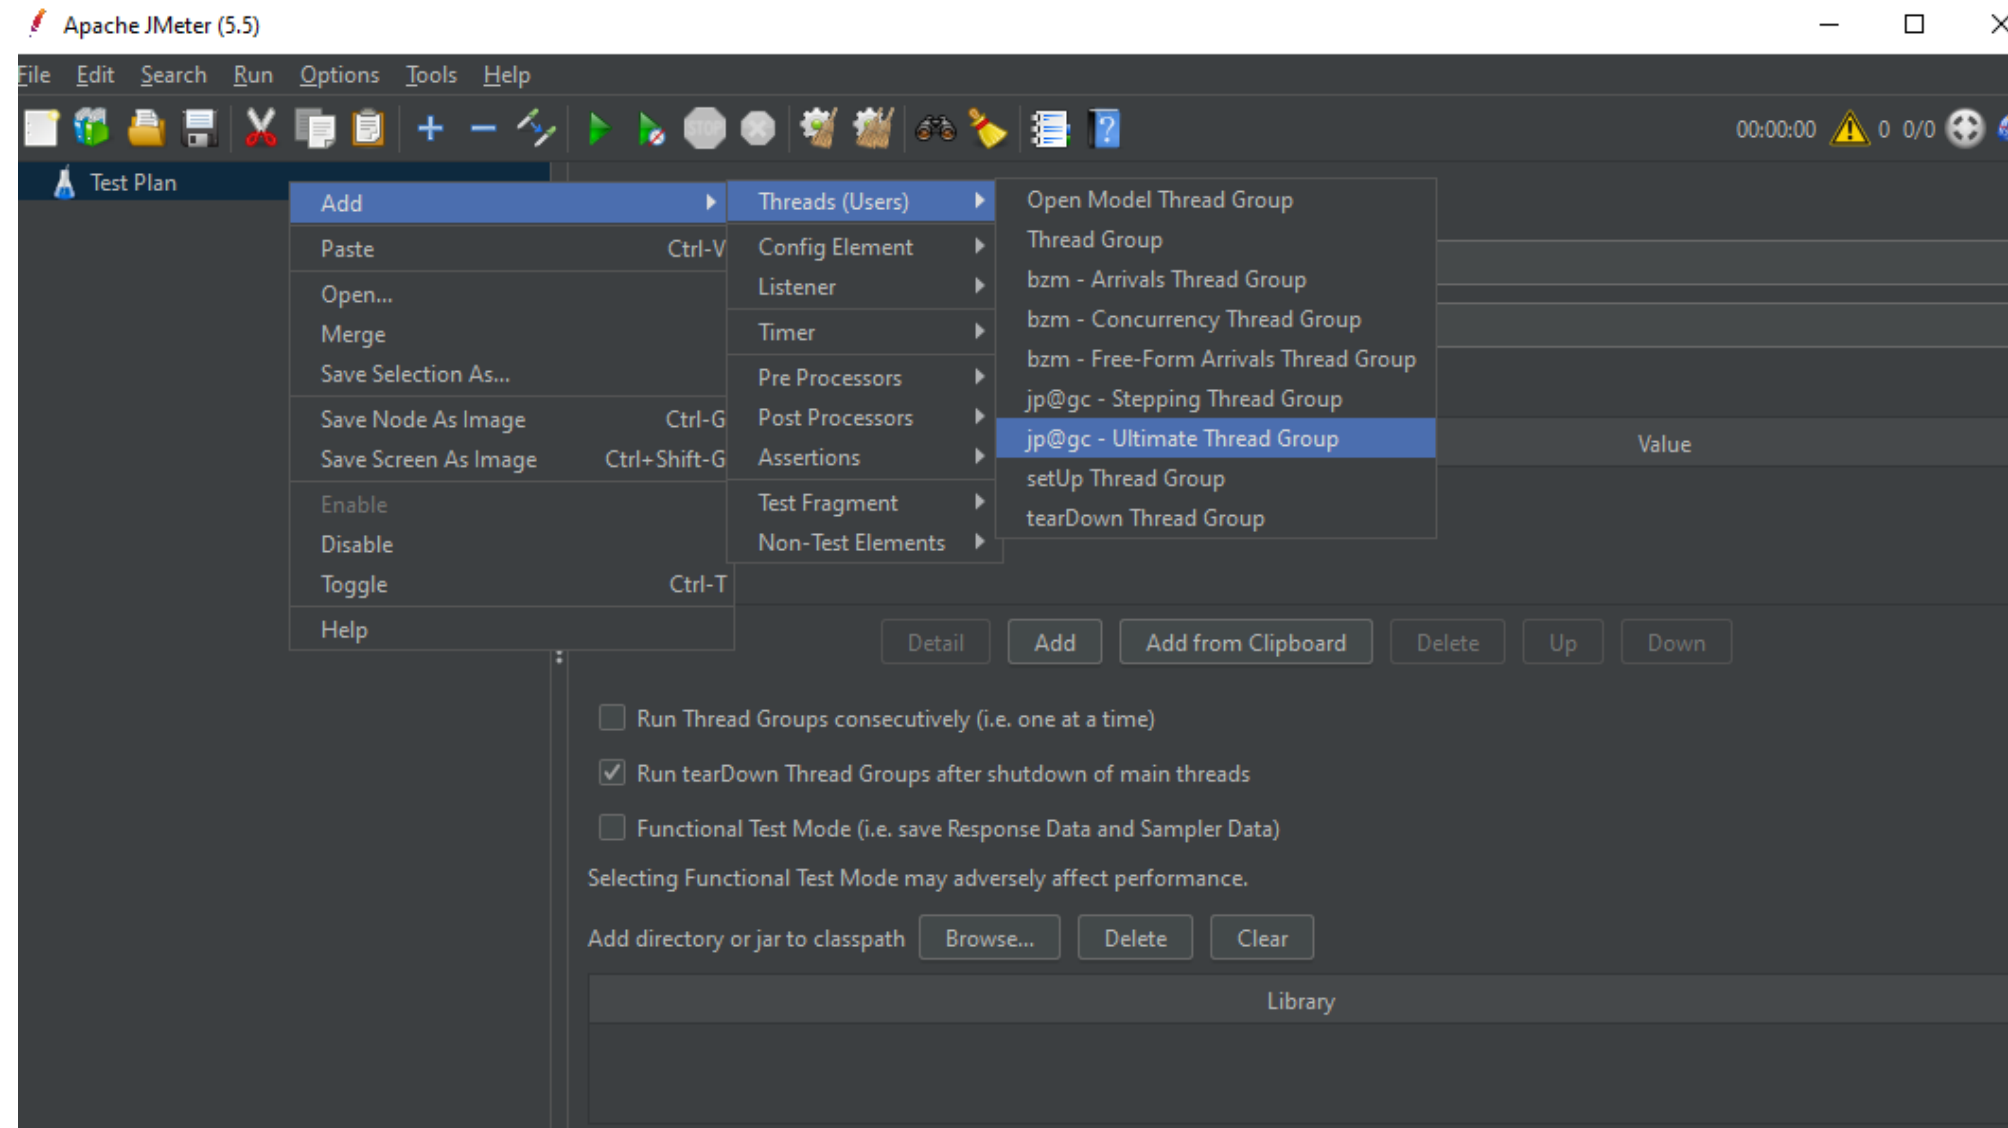 Apache JMeter (5.5)
File Edit Search Run Options Tools Help
STOP
?
00:00:00 0 0/0
Test Plan
Add
Paste Ctrl-V
Open...
Merge
Save Selection As...
Save Node As Image Ctrl-G
Save Screen As Image Ctrl+Shift-G
Enable
Disable
Toggle Ctrl-T
Help
Threads (Users)
Config Element
Listener
Timer
Pre Processors
Post Processors
Assertions
Test Fragment
Non-Test Elements
Open Model Thread Group
Thread Group
bzm - Arrivals Thread Group
bzm - Concurrency Thread Group
bzm - Free-Form Arrivals Thread Group
jp@gc - Stepping Thread Group
jp@gc - Ultimate Thread Group
setUp Thread Group
tearDown Thread Group
Value
Detail Add Add from Clipboard Delete Up Down
Run Thread Groups consecutively (i.e. one at a time)
Run tearDown Thread Groups after shutdown of main threads
Functional Test Mode (i.e. save Response Data and Sampler Data)
Selecting Functional Test Mode may adversely affect performance.
Add directory or jar to classpath Browse... Delete Clear
Library